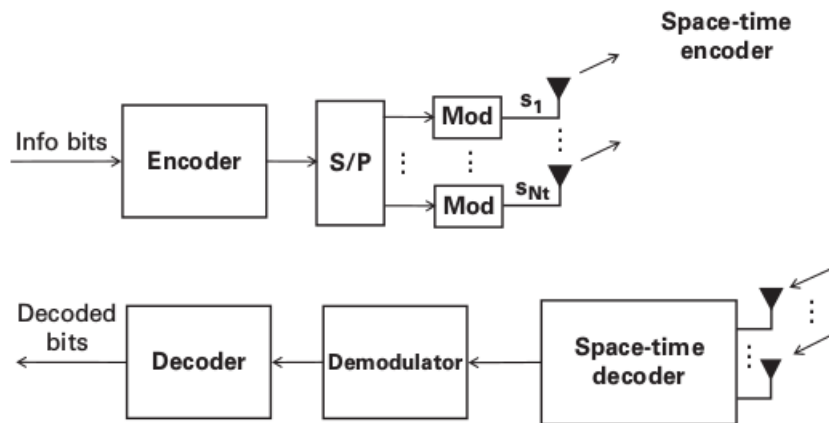 Space-time
encoder
Info bits
Encoder
S/P
Mod
s1
Mod
sNt
Decoded
bits
Decoder
Demodulator
Space-time
decoder